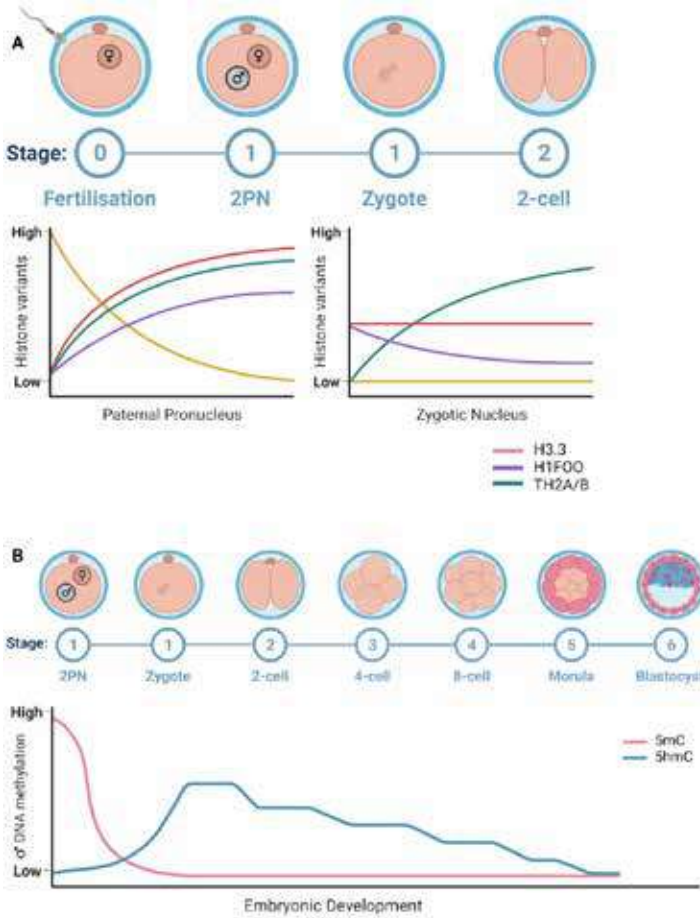 A
♀
♀
♂
Stage: 0 1 1 2
Fertilisation 2PN Zygote 2-cell
High
Histone variants
Low
Paternal Pronucleus
High
Histone variants
Low
Zygotic Nucleus
H3.3
H1FOO
TH2A/B
B
♀
♂
Stage: 1 1 2 3 4 5 6
2PN Zygote 2-cell 4-cell 8-cell Morula Blastocys
High
♂ DNA methylation
Low
5mC
5hmC
Embryonic Development